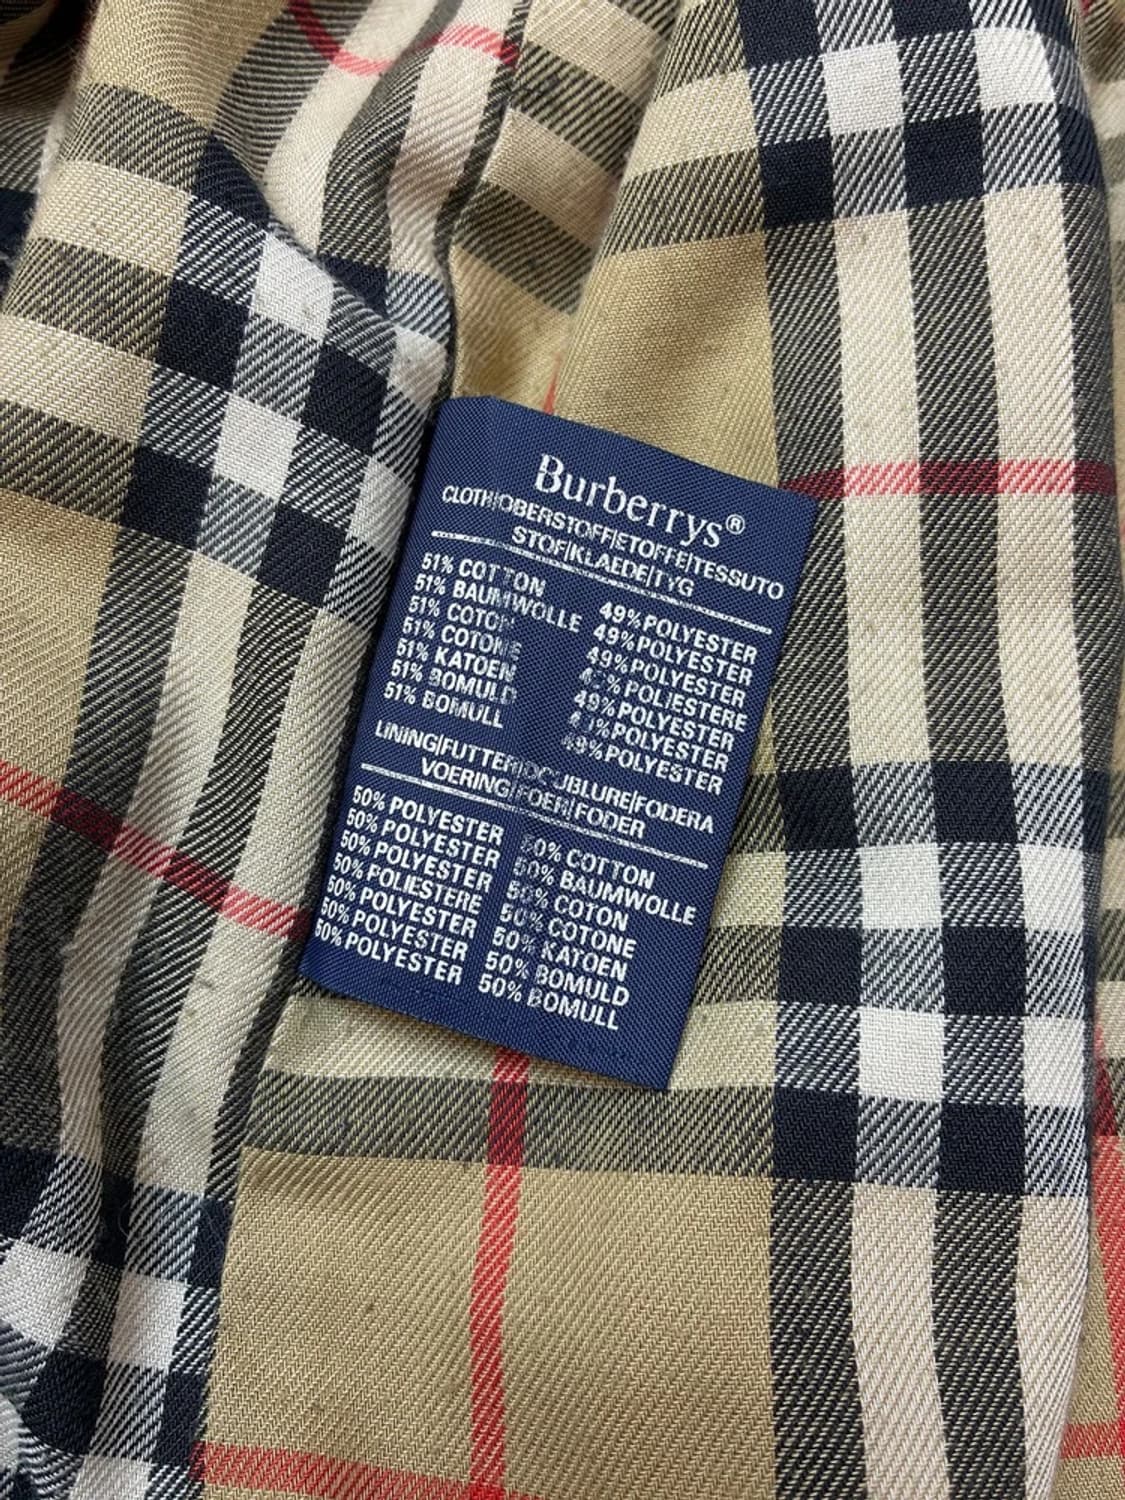 Burberrys®
CLOTH|OBERSTOFF|ETOFFE|TESSUTO
STOF|KLAEDE|TYG
51% COTTON 49% POLYESTER
51% BAUMWOLLE 49% POLYESTER
51% COTON 49% POLYESTER
51% COTONE 49% POLIESTERE
51% KATOEN 49% POLYESTER
51% BOMULD 49% POLYESTER
51% BOMULL 49% POLYESTER
LINING|FUTTER|DOUBLURE|FODERA
VOERING|FOER|FODER
50% POLYESTER 50% COTTON
50% POLYESTER 50% BAUMWOLLE
50% POLYESTER 50% COTON
50% POLIESTERE 50% COTONE
50% POLYESTER 50% KATOEN
50% POLYESTER 50% BOMULD
50% POLYESTER 50% BOMULL